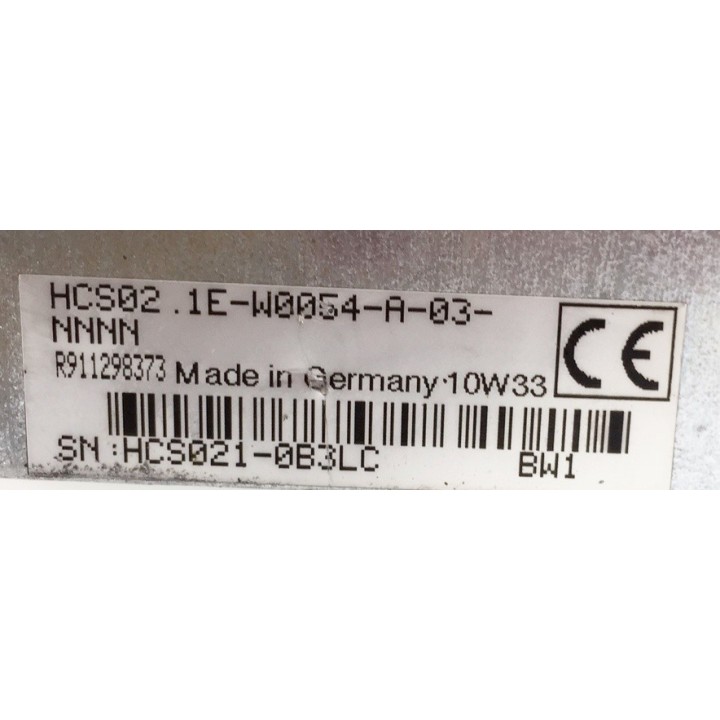 HCS02.1E-W0054-A-03-
NNNN
R911298373 Made in Germany 10W33
CE
SN:HCS021-0B3LC BW1